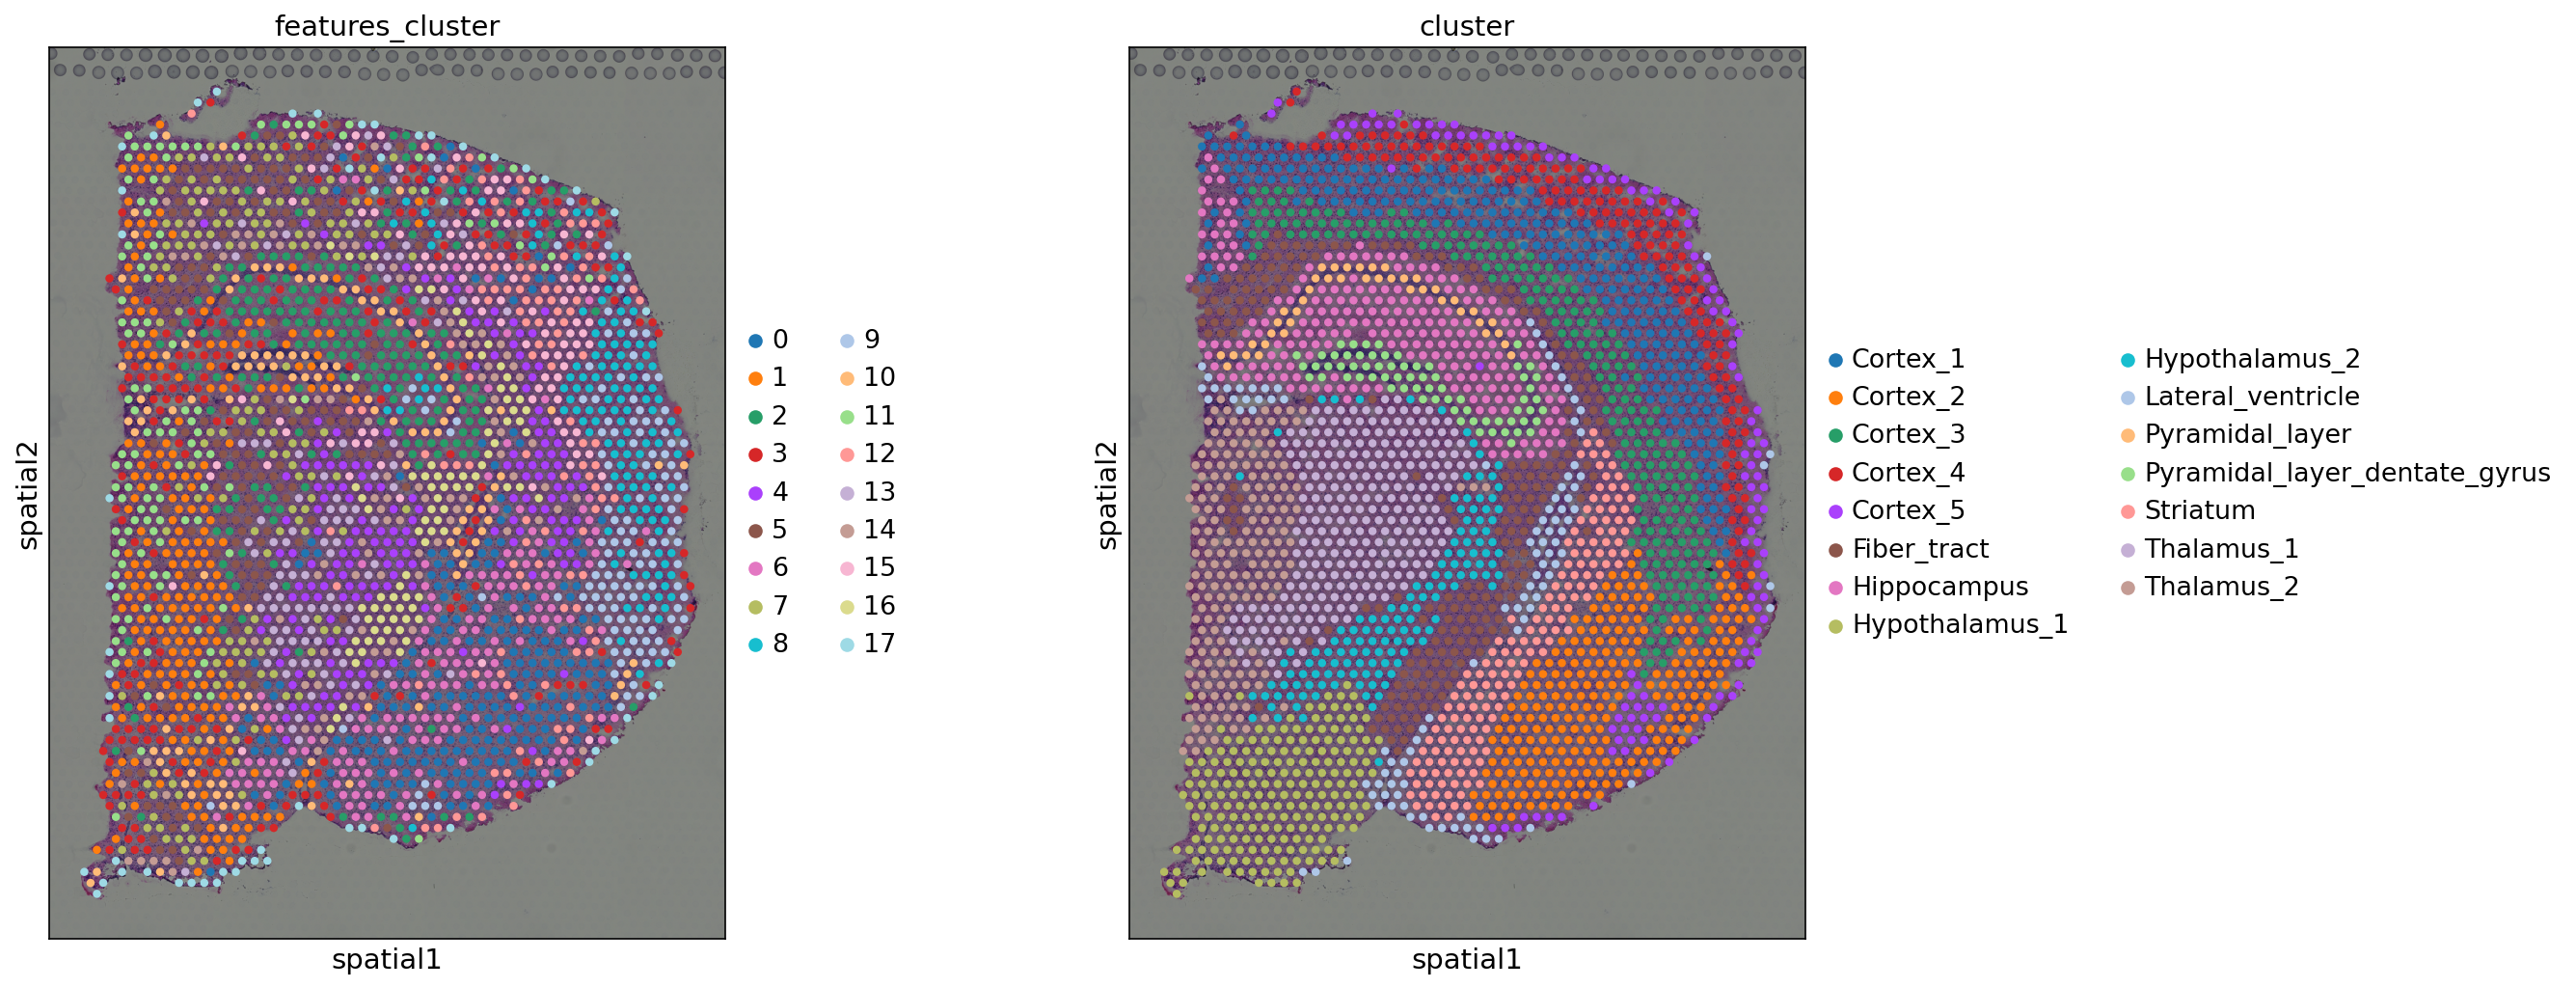 features_cluster
spatial2
spatial1
0
1
2
3
4
5
6
7
8
9
10
11
12
13
14
15
16
17
cluster
spatial2
spatial1
Cortex_1
Cortex_2
Cortex_3
Cortex_4
Cortex_5
Fiber_tract
Hippocampus
Hypothalamus_1
Hypothalamus_2
Lateral_ventricle
Pyramidal_layer
Pyramidal_layer_dentate_gyrus
Striatum
Thalamus_1
Thalamus_2